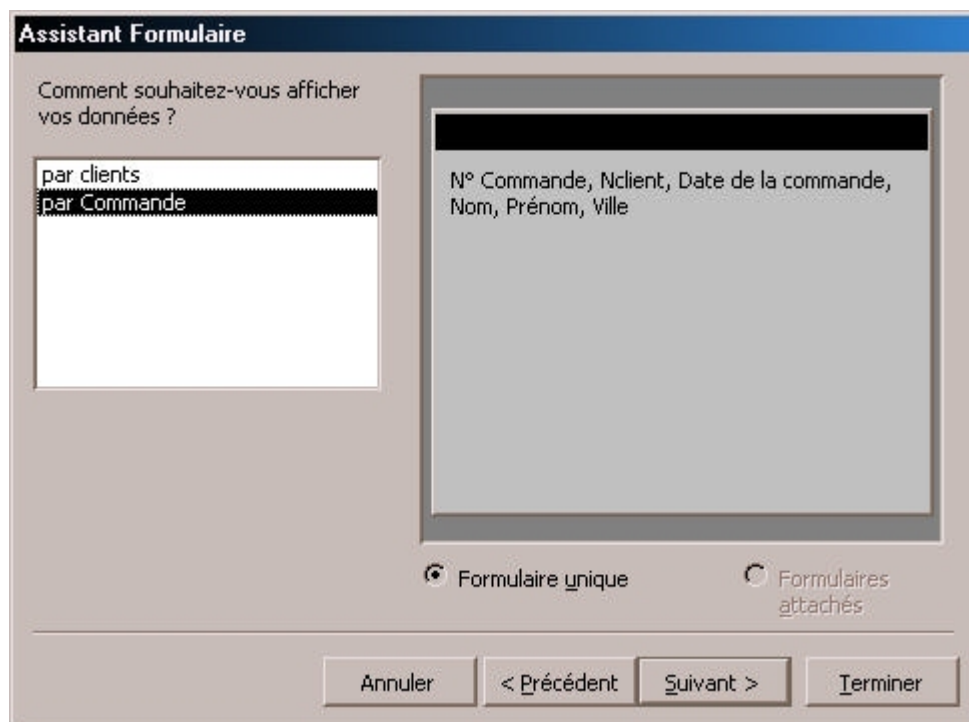 Assistant Formulaire
Comment souhaitez-vous afficher
vos données ?
par clients
par Commande
N° Commande, Nclient, Date de la commande,
Nom, Prénom, Ville
Formulaire unique
Formulaires
attachés
Annuler
< Précédent
Suivant >
Terminer